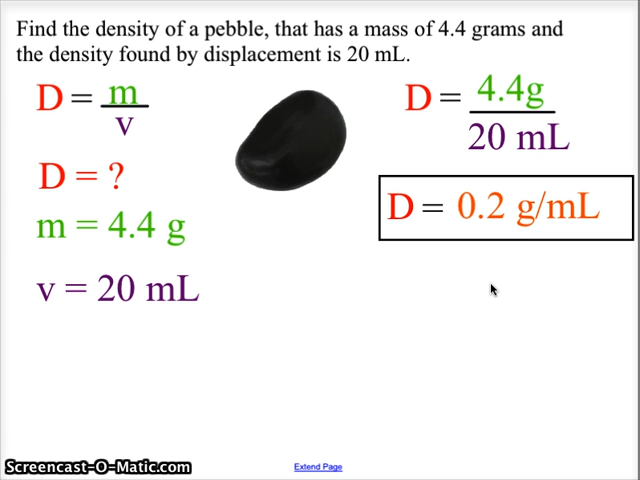 Find the density of a pebble, that has a mass of 4.4 grams and
the density found by displacement is 20 mL.
D = m
v
D = ?
m = 4.4 g
v = 20 mL
D = 4.4g
20 mL
D = 0.2 g/mL
Extend Page
Screencast-O-Matic.com